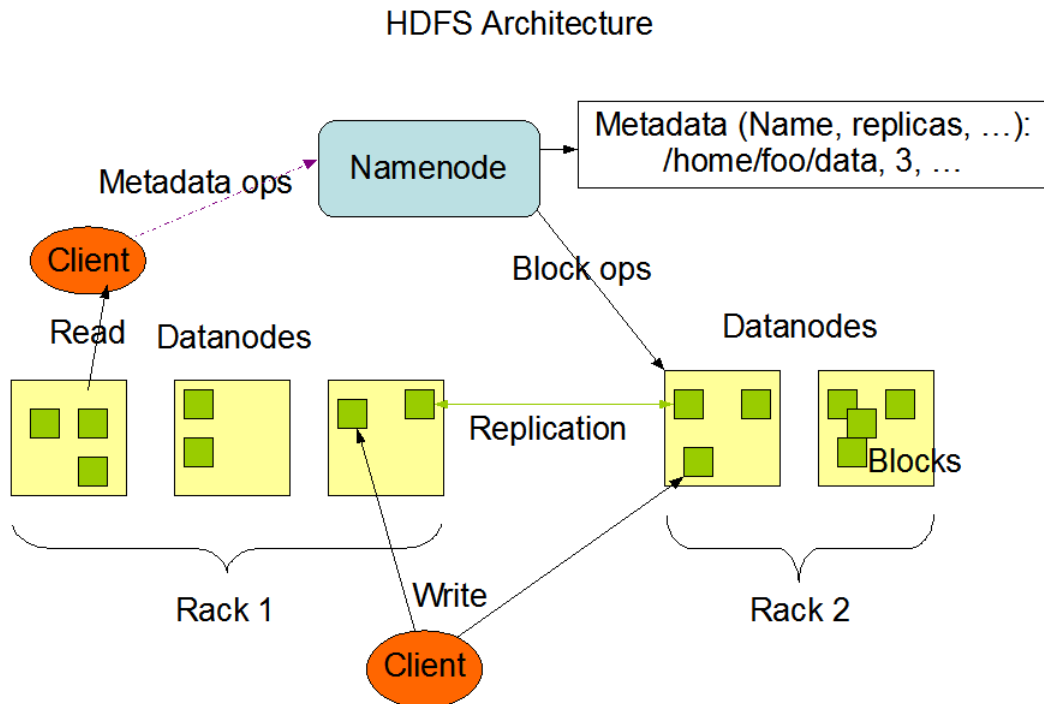 HDFS Architecture
Metadata (Name, replicas, …):
/home/foo/data, 3, …
Namenode
Metadata ops
Client
Block ops
Read
Datanodes
Datanodes
Replication
Blocks
Rack 1
Write
Rack 2
Client